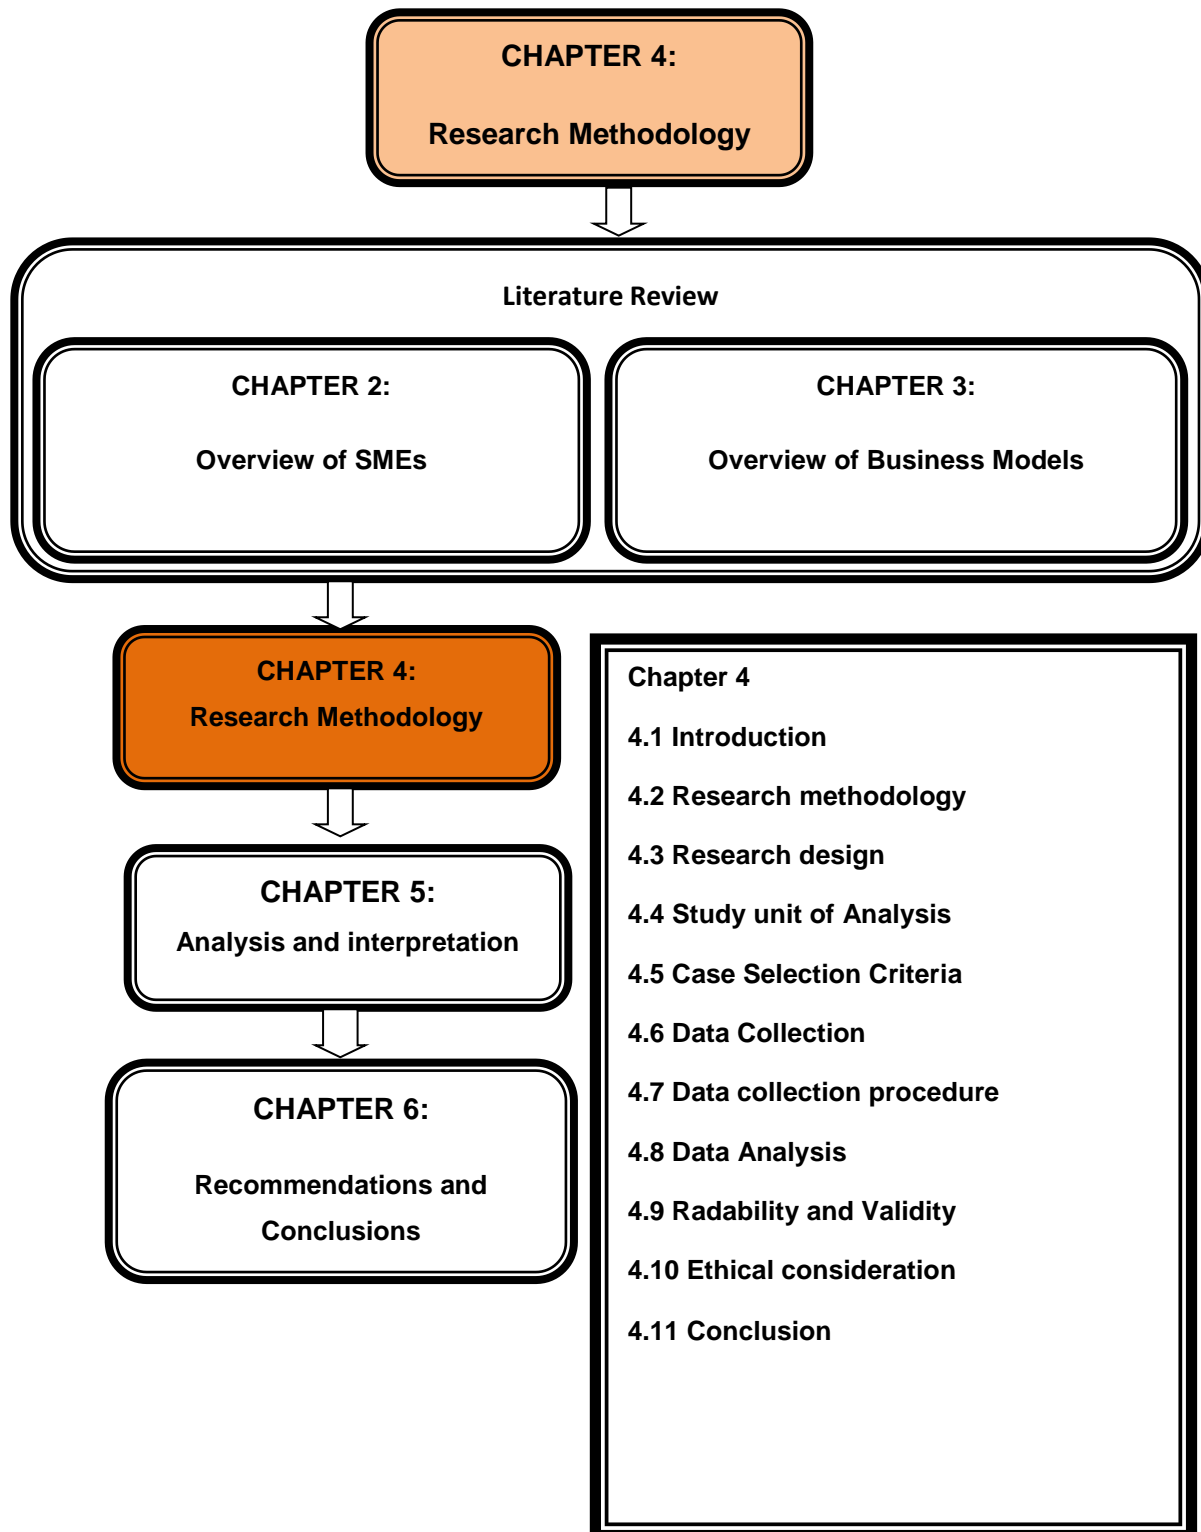 CHAPTER 4:
Research Methodology
Literature Review
CHAPTER 2:
Overview of SMEs
CHAPTER 3:
Overview of Business Models
CHAPTER 4:
Research Methodology
CHAPTER 5:
Analysis and interpretation
CHAPTER 6:
Recommendations and
Conclusions
Chapter 4
4.1 Introduction
4.2 Research methodology
4.3 Research design
4.4 Study unit of Analysis
4.5 Case Selection Criteria
4.6 Data Collection
4.7 Data collection procedure
4.8 Data Analysis
4.9 Radability and Validity
4.10 Ethical consideration
4.11 Conclusion